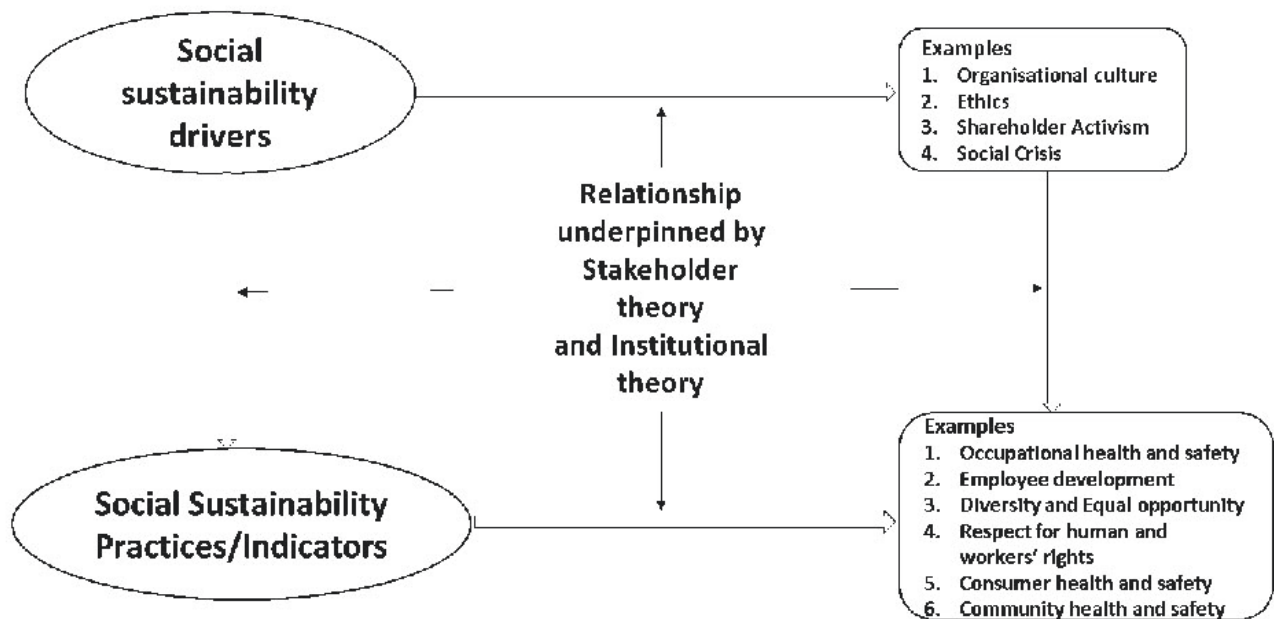 Social
sustainability
drivers
Examples
1. Organisational culture
2. Ethics
3. Shareholder Activism
4. Social Crisis
Relationship
underpinned by
Stakeholder
theory
and Institutional
theory
Social Sustainability
Practices/Indicators
Examples
1. Occupational health and safety
2. Employee development
3. Diversity and Equal opportunity
4. Respect for human and
workers' rights
5. Consumer health and safety
6. Community health and safety